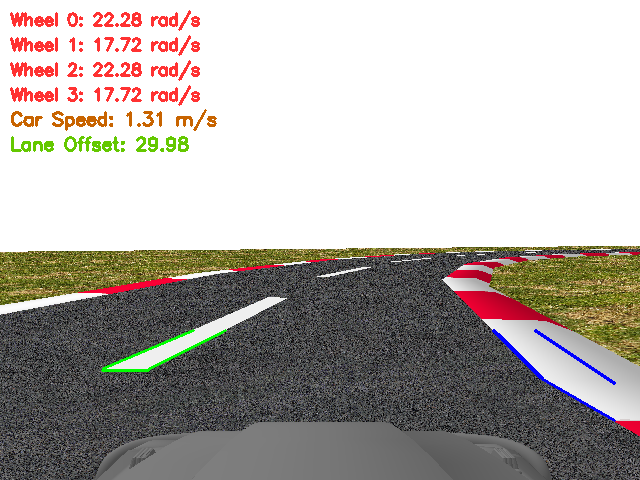 Wheel 0: 22.28 rad/s
Wheel 1: 17.72 rad/s
Wheel 2: 22.28 rad/s
Wheel 3: 17.72 rad/s
Car Speed: 1.31 m/s
Lane Offset: 29.98